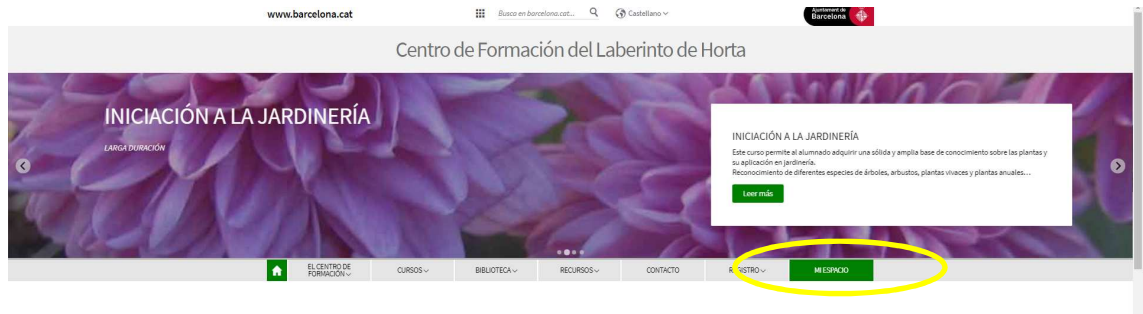 www.barcelona.cat
Busca en barcelona.cat...
Castellano
Ajuntament de
Barcelona
Centro de Formación del Laberinto de Horta
INICIACIÓN A LA JARDINERÍA
LARGA DURACIÓN
INICIACIÓN A LA JARDINERÍA
Este curso permite al alumnado adquirir una sólida y amplia base de conocimiento sobre las plantas y
su aplicación en jardinería.
Reconocimiento de diferentes especies de árboles, arbustos, plantas vivaces y plantas anuales...
Leer más
EL CENTRO DE
FORMACIÓN
CURSOS
BIBLIOTECA
RECURSOS
CONTACTO
REGISTRO
MI ESPACIO